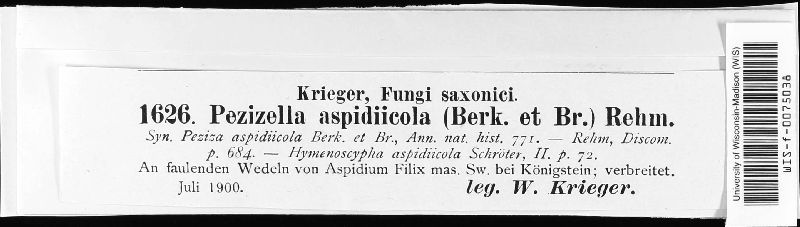 Krieger, Fungi saxonici.
1626. Pezizella aspidiicola (Berk. et Br.) Rehm.
Syn. Peziza aspidiicola Berk. et Br., Ann. nat. hist. 771. — Rehm, Discom.
p. 684. — Hymenoscypha aspidiicola Schröter, II. p. 72.
An faulenden Wedeln von Aspidium Filix mas. Sw. bei Königstein; verbreitet.
Juli 1900. leg. W. Krieger.
University of Wisconsin-Madison (WIS)
WIS-f-0075038